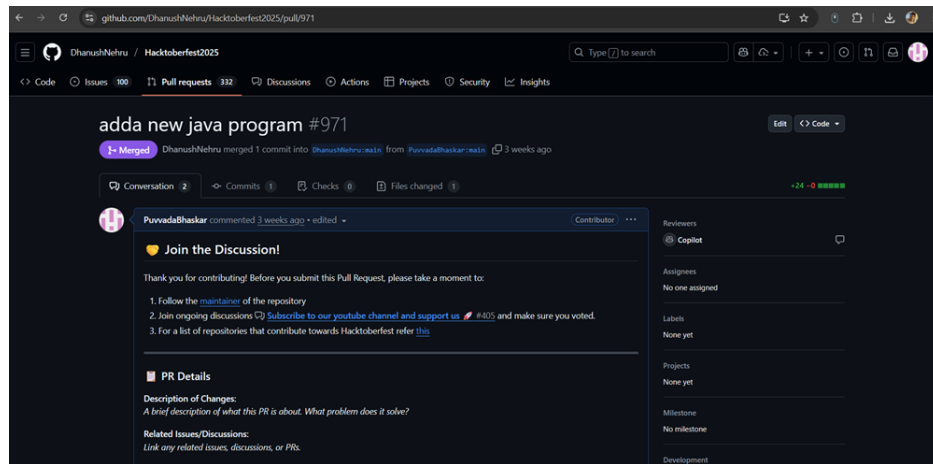 github.com/DhanushNehru/Hacktoberfest2025/pull/971
DhanushNehru / Hacktoberfest2025
Type / to search
Code Issues 100 Pull requests 332 Discussions Actions Projects Security Insights
adda new java program #971
Edit Code
Merged DhanushNehru merged 1 commit into DhanushNehru:main from PuvvadaBhaskar:main 3 weeks ago
Conversation 2 Commits 1 Checks 0 Files changed 1
+24 −0
PuvvadaBhaskar commented 3 weeks ago • edited
Contributor
Join the Discussion!
Thank you for contributing! Before you submit this Pull Request, please take a moment to:
1. Follow the maintainer of the repository
2. Join ongoing discussions Subscribe to our youtube channel and support us 🚀 #405 and make sure you voted.
3. For a list of repositories that contribute towards Hacktoberfest refer this
PR Details
Description of Changes:
A brief description of what this PR is about. What problem does it solve?
Related Issues/Discussions:
Link any related issues, discussions, or PRs.
Reviewers
Copilot
Assignees
No one assigned
Labels
None yet
Projects
None yet
Milestone
No milestone
Development